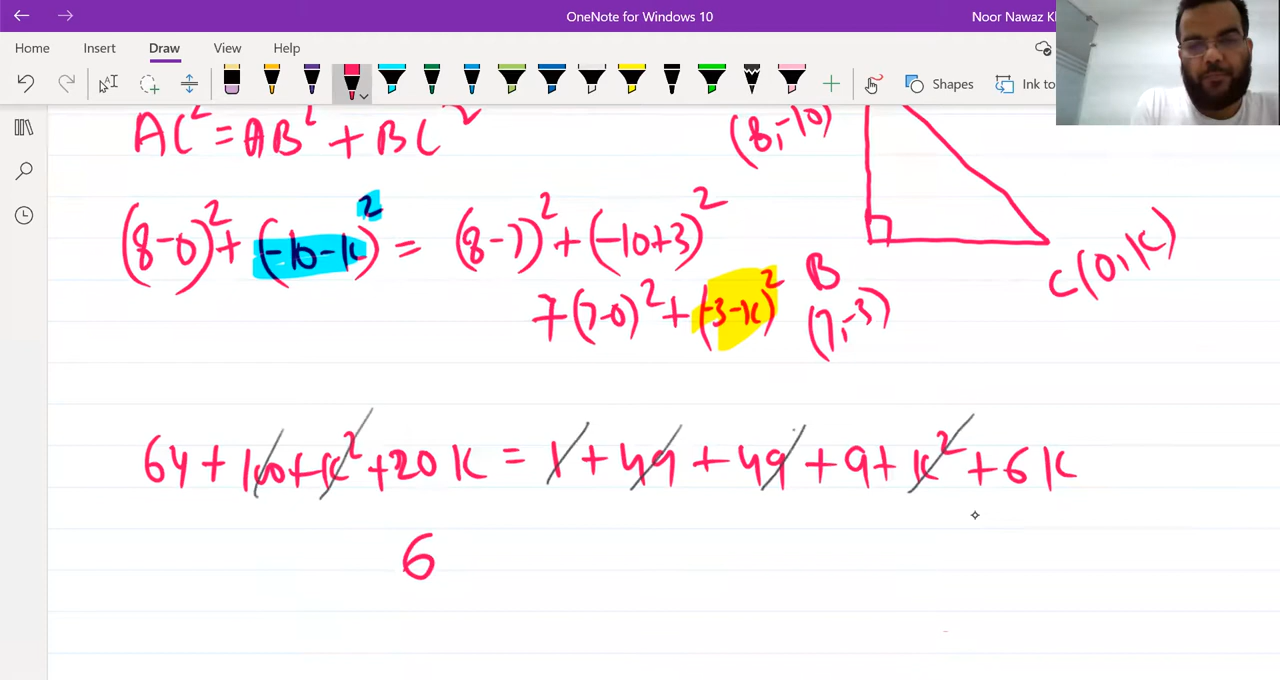 OneNote for Windows 10
Noor Nawaz Kh
Home Insert Draw View Help
Shapes
Ink to
AC² = AB² + BC²
(8,-10)
(8-0)² + (-10-k)² = (8-7)² + (-10+3)²
+ (7-0)² + (-3-k)²
B
(7,-3)
C(0,k)
64 + 100 + k² + 20k = 1 + 49 + 49 + 9 + k² + 6k
6